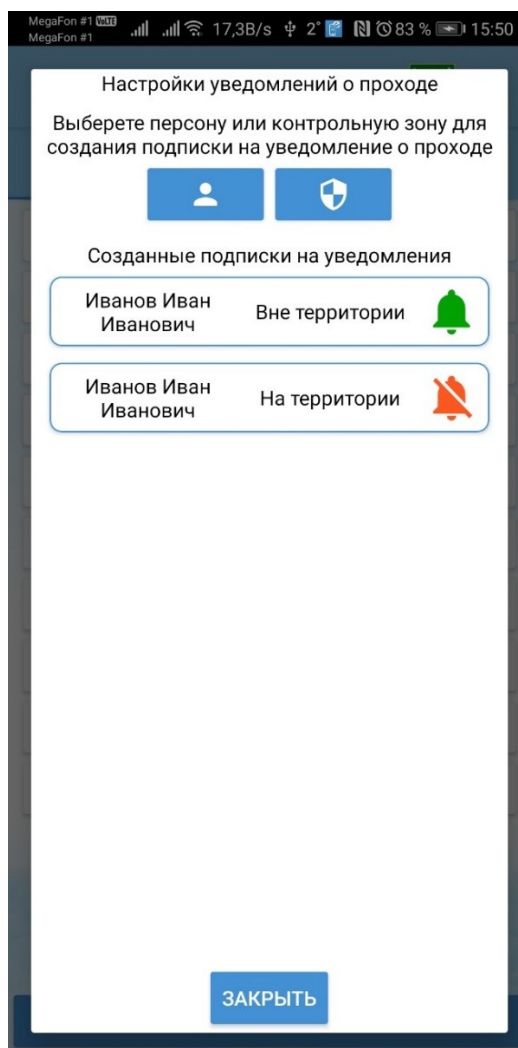 MegaFon #1 VoLTE
MegaFon #1
17,3B/s 2° 83 % 15:50
Настройки уведомлений о проходе
Выберете персону или контрольную зону для
создания подписки на уведомление о проходе
Созданные подписки на уведомления
Иванов Иван
Иванович
Вне территории
Иванов Иван
Иванович
На территории
ЗАКРЫТЬ